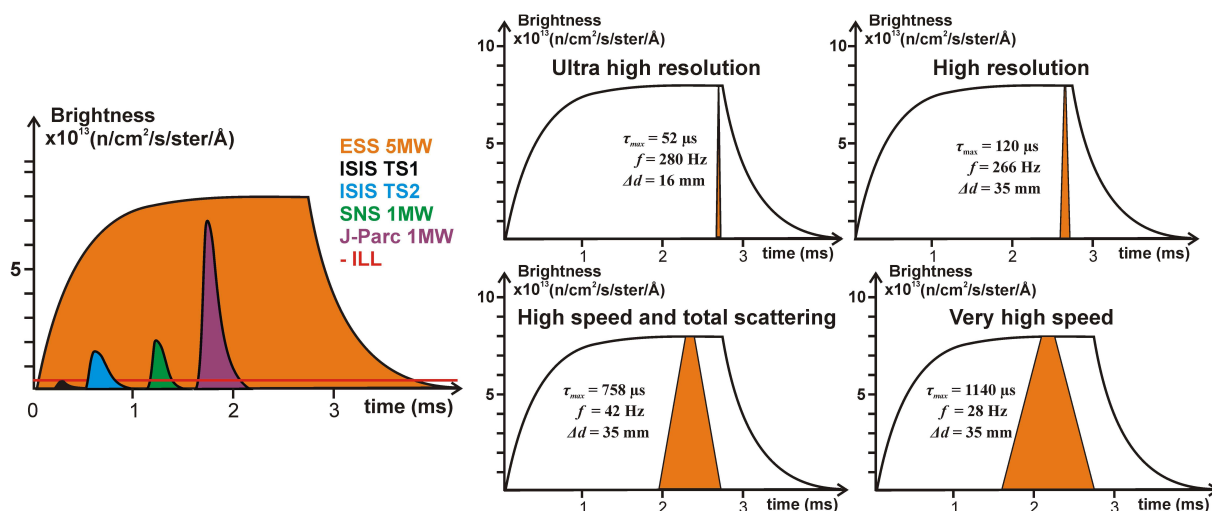 Brightness
x10¹³(n/cm²/s/ster/Å)
ESS 5MW
ISIS TS1
ISIS TS2
SNS 1MW
J-Parc 1MW
- ILL
5
0
1
2
3
time (ms)
Brightness
x10¹³(n/cm²/s/ster/Å)
10
Ultra high resolution
5
τmax = 52 µs
f = 280 Hz
Δd = 16 mm
1
2
3
time (ms)
Brightness
x10¹³(n/cm²/s/ster/Å)
10
High resolution
5
τmax = 120 µs
f = 266 Hz
Δd = 35 mm
1
2
3
time (ms)
Brightness
x10¹³(n/cm²/s/ster/Å)
10
High speed and total scattering
5
τmax = 758 µs
f = 42 Hz
Δd = 35 mm
1
2
3
time (ms)
Brightness
x10¹³(n/cm²/s/ster/Å)
10
Very high speed
5
τmax = 1140 µs
f = 28 Hz
Δd = 35 mm
1
2
3
time (ms)